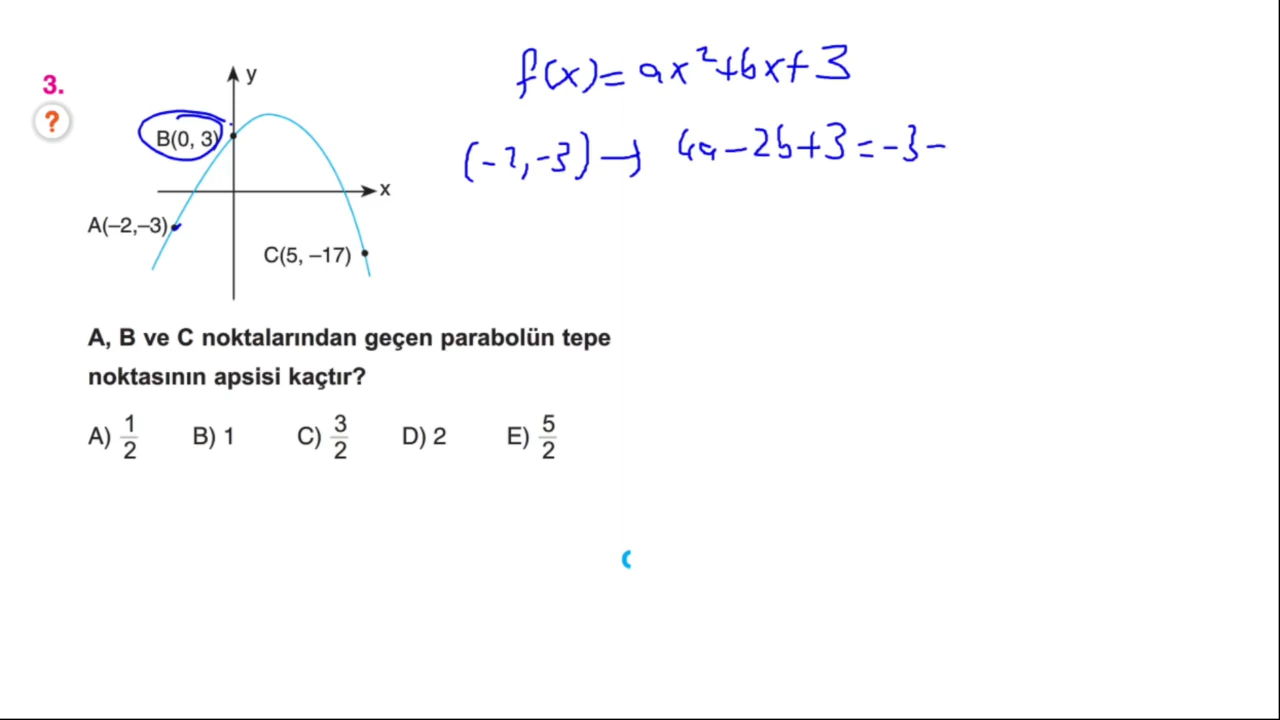 3.
?
f(x) = ax²+bx+3
y
B(0, 3)
(-2,-3) → 4a-2b+3=-3-
x
A(–2,–3)
C(5, –17)
A, B ve C noktalarından geçen parabolün tepe
noktasının apsisi kaçtır?
A) 1/2 B) 1 C) 3/2 D) 2 E) 5/2